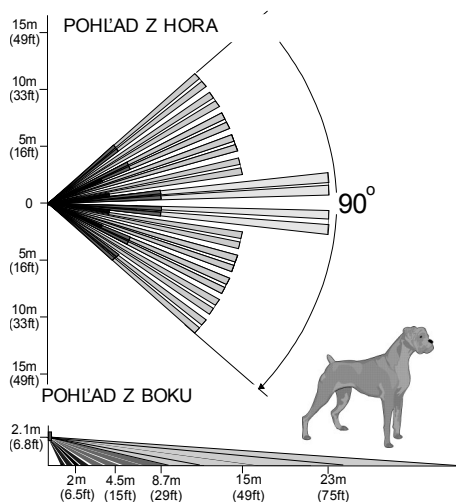 POHĽAD Z HORA
15m
(49ft)
10m
(33ft)
5m
(16ft)
0
90°
5m
(16ft)
10m
(33ft)
15m
(49ft)
POHĽAD Z BOKU
2.1m
(6.8ft)
2m
(6.5ft)
4.5m
(15ft)
8.7m
(29ft)
15m
(49ft)
23m
(75ft)